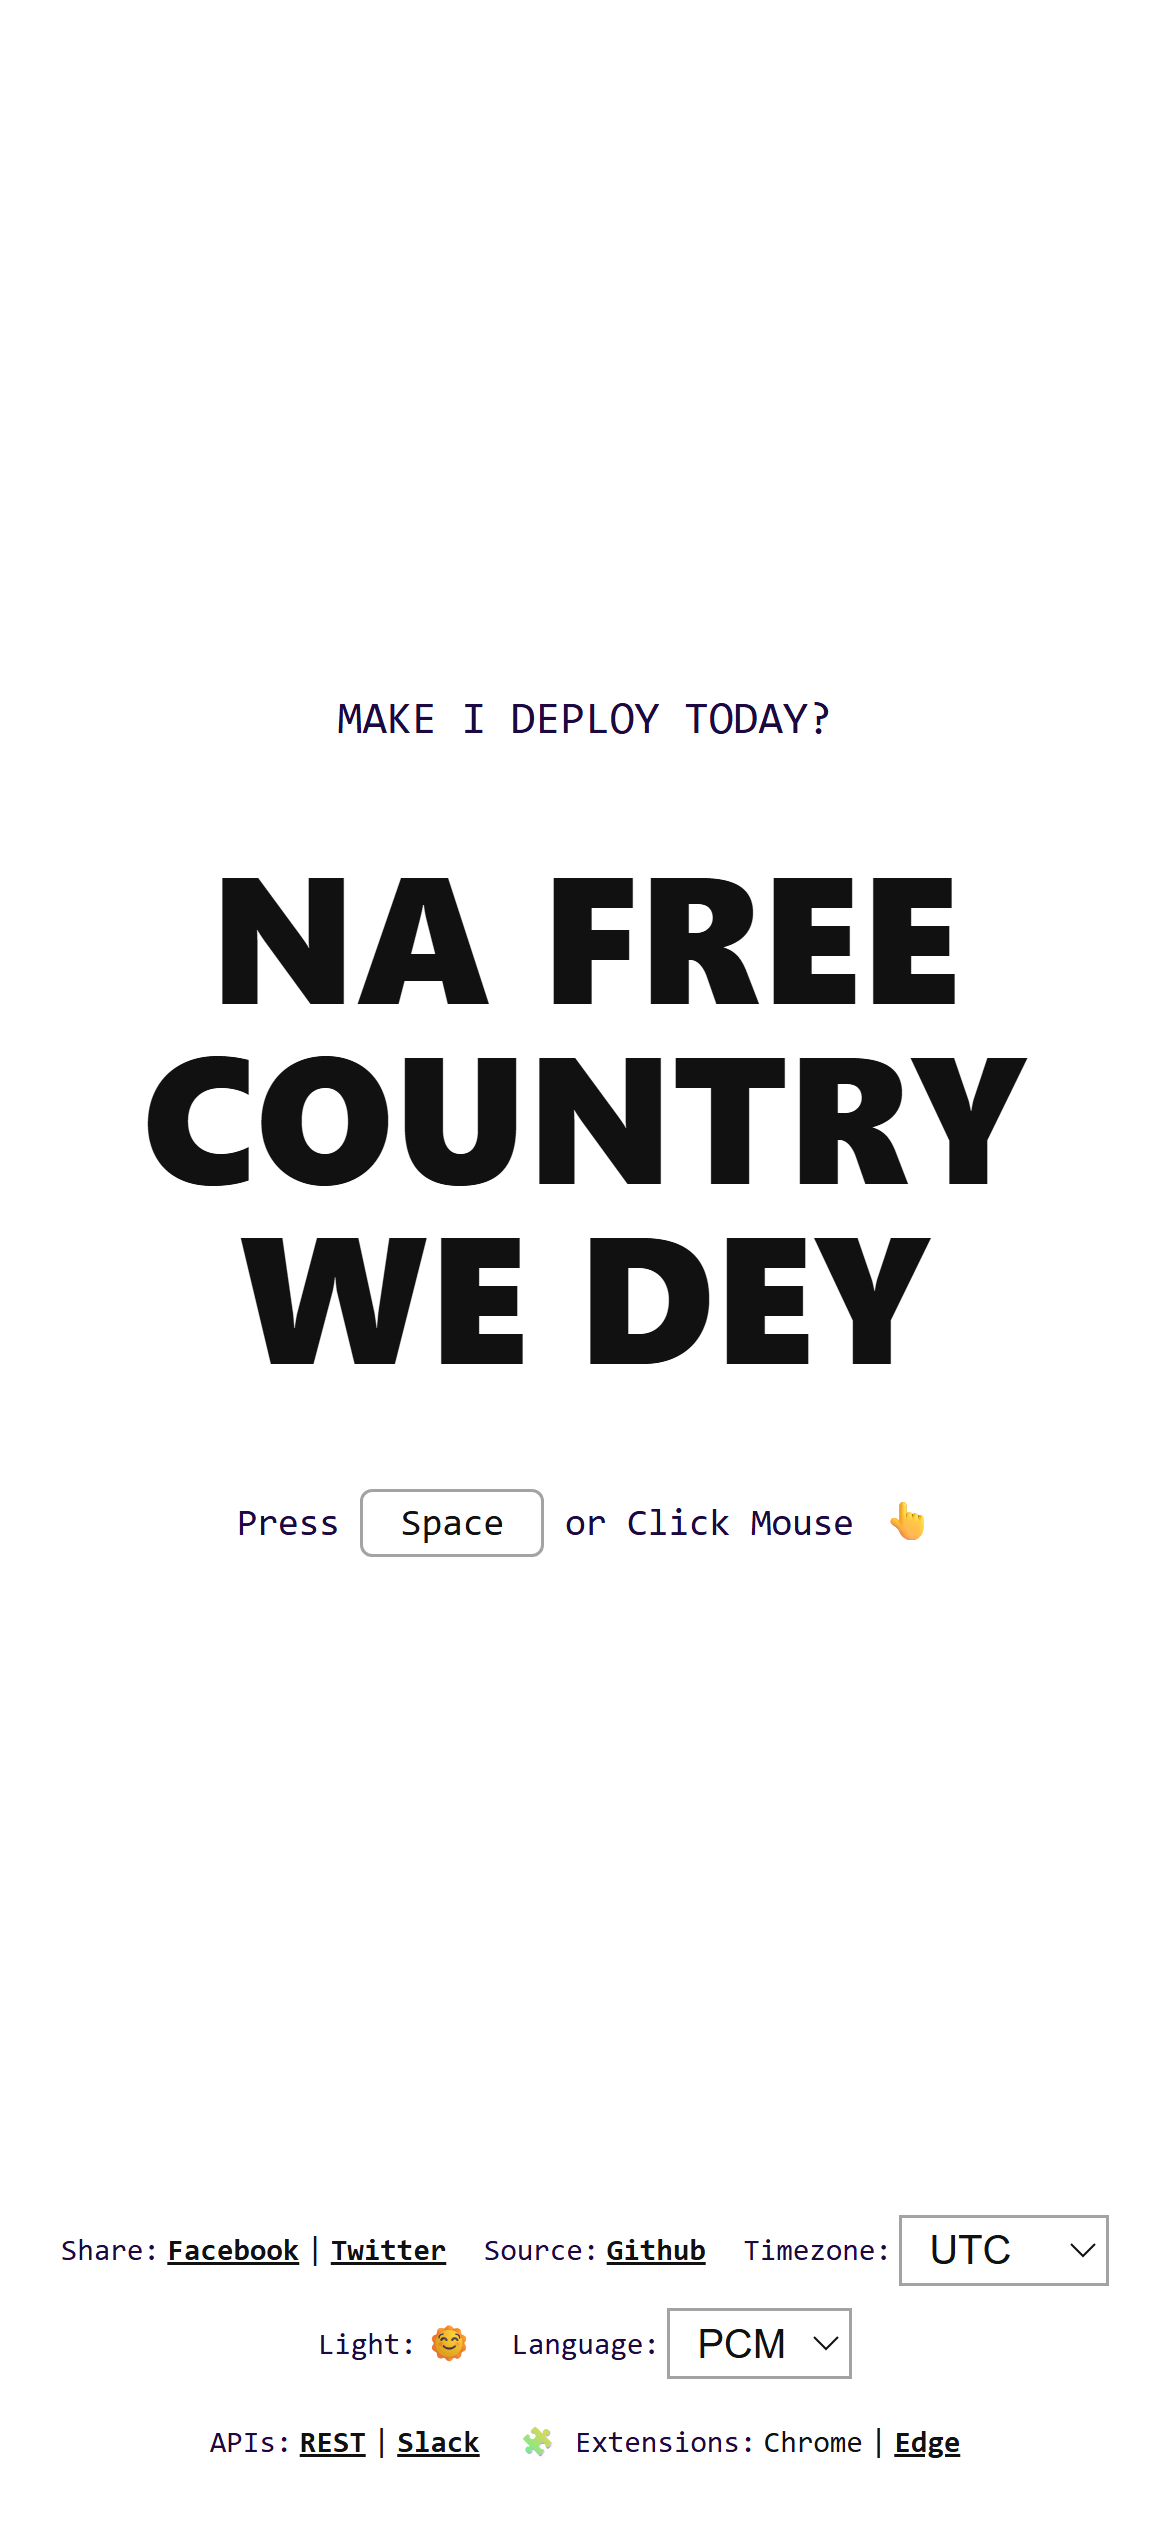 MAKE I DEPLOY TODAY?
NA FREE
COUNTRY
WE DEY
Press Space or Click Mouse 👆
Share: Facebook | Twitter Source: Github Timezone: UTC
Light: 🌞 Language: PCM
APIs: REST | Slack 🧩 Extensions: Chrome | Edge